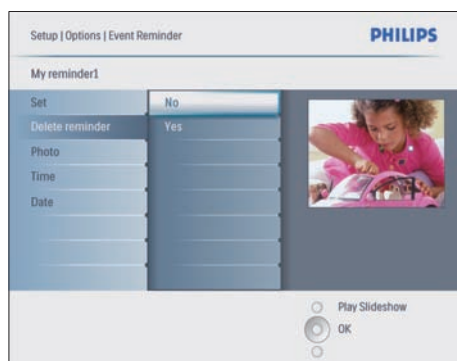 Setup | Options | Event Reminder
PHILIPS
My reminder1
Set
No
Delete reminder
Yes
Photo
Time
Date
Play Slideshow
OK